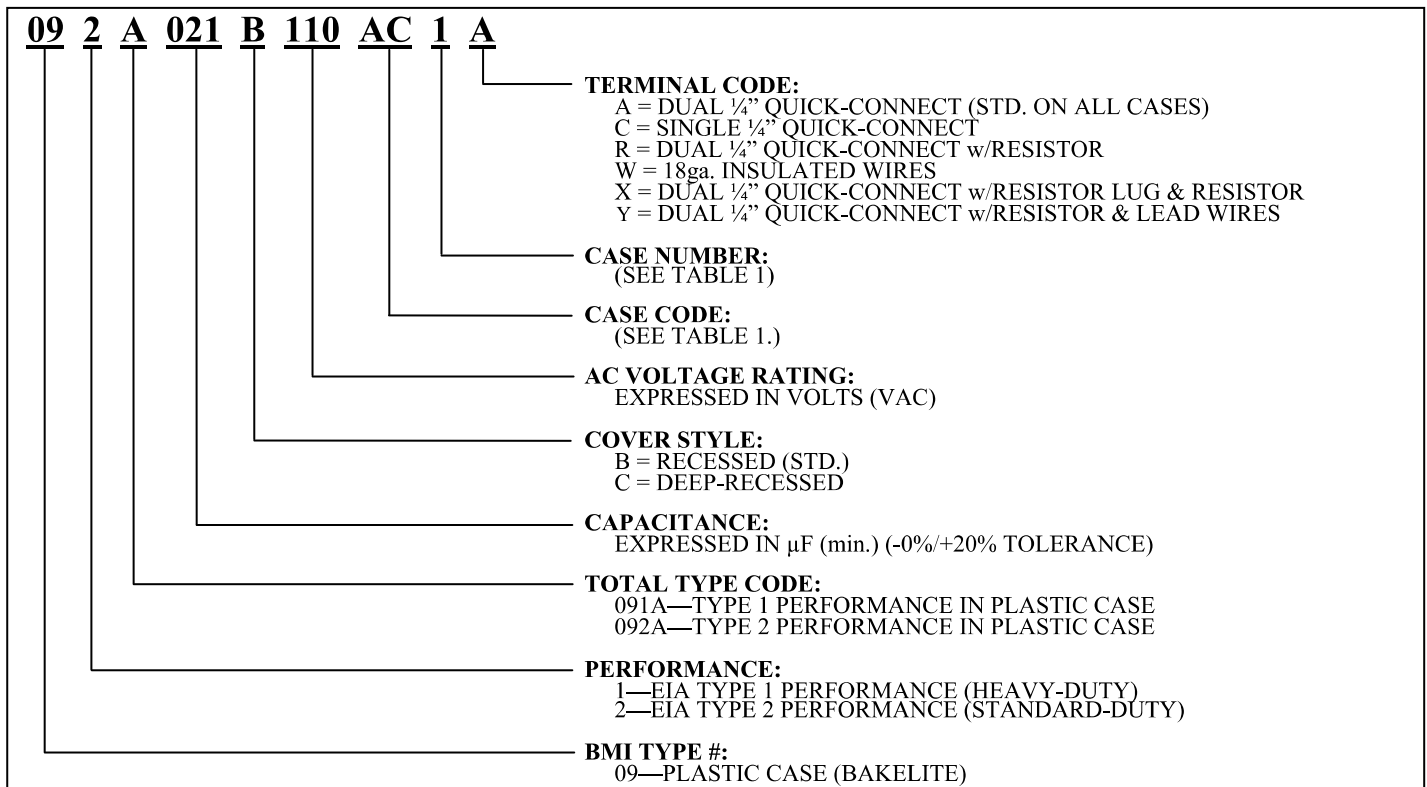 09 2 A 021 B 110 AC 1 A
TERMINAL CODE:
A = DUAL ¼” QUICK-CONNECT (STD. ON ALL CASES)
C = SINGLE ¼” QUICK-CONNECT
R = DUAL ¼” QUICK-CONNECT w/RESISTOR
W = 18ga. INSULATED WIRES
X = DUAL ¼” QUICK-CONNECT w/RESISTOR LUG & RESISTOR
Y = DUAL ¼” QUICK-CONNECT w/RESISTOR & LEAD WIRES
CASE NUMBER:
(SEE TABLE 1)
CASE CODE:
(SEE TABLE 1.)
AC VOLTAGE RATING:
EXPRESSED IN VOLTS (VAC)
COVER STYLE:
B = RECESSED (STD.)
C = DEEP-RECESSED
CAPACITANCE:
EXPRESSED IN µF (min.) (-0%/+20% TOLERANCE)
TOTAL TYPE CODE:
091A—TYPE 1 PERFORMANCE IN PLASTIC CASE
092A—TYPE 2 PERFORMANCE IN PLASTIC CASE
PERFORMANCE:
1—EIA TYPE 1 PERFORMANCE (HEAVY-DUTY)
2—EIA TYPE 2 PERFORMANCE (STANDARD-DUTY)
BMI TYPE #:
09—PLASTIC CASE (BAKELITE)